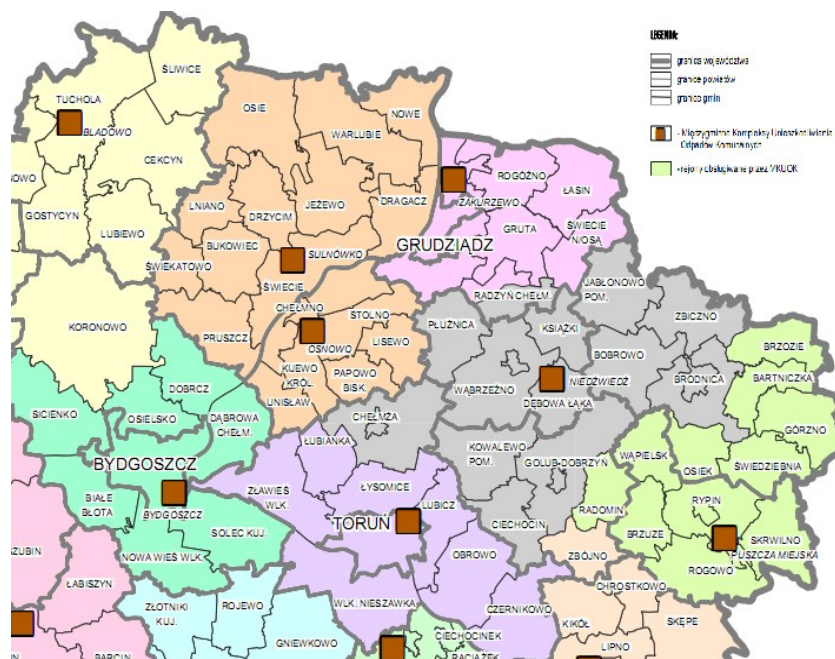 LEGENDA:
granica województwa
granice powiatów
granice gmin
- Międzygminne Kompleksy Unieszkodliwiania
Odpadów Komunalnych
- rejony obsługiwane przez MKUOK
ŚLIWICE
TUCHOLA
BLADOWO
CEKCYN
GOSTYCYN
LUBIEWO
KORONOWO
OSIE
NOWE
WARLUBIE
LNIANO
DRZYCIM
JEŻEWO
DRAGACZ
BUKOWIEC
ŚWIEKATOWO
SULNÓWKO
ŚWIECIE
PRUSZCZ
CHEŁMNO
STOLNO
OSNOWO
LISEWO
KIJEWO
KRÓL.
PAPOWO
BISK.
UNISŁAW
ROGÓŹNO
ŁASIN
ZAKURZEWO
GRUTA
ŚWIECIE
N/OSĄ
GRUDZIĄDZ
RADZYŃ CHEŁM.
JABŁONOWO
POM.
PŁUŻNICA
KSIĄŻKI
ZBICZNO
BOBROWO
WĄBRZEŹNO
NIEDŹWIEDŹ
BRODNICA
DĘBOWA ŁĄKA
BRZOZIE
BARTNICZKA
GÓRZNO
SICIENKO
OSIELSKO
DOBRCZ
DĄBROWA
CHEŁM.
CHEŁMŻA
KOWALEWO
POM.
GOLUB-DOBRZYŃ
WĄPIELSK
OSIEK
ŚWIEDZIEBNIA
BYDGOSZCZ
BIAŁE
BŁOTA
BYDGOSZCZ
SOLEC KUJ.
NOWA WIEŚ WLK.
ŁUBIANKA
ZŁAWIEŚ
WLK.
ŁYSOMICE
LUBICZ
TORUŃ
CIECHOCIN
RADOMIN
RYPIN
BRZUZE
SKRWILNO
PUSZCZA MIEJSKA
ROGOWO
ZBÓJNO
OBROWO
ŁABISZYN
ZŁOTNIKI
KUJ.
ROJEWO
WLK. NIESZAWKA
CZERNIKOWO
CHROSTKOWO
KIKÓŁ
SKĘPE
GNIEWKOWO
CIECHOCINEK
RACIĄŻEK
LIPNO
BARCIN